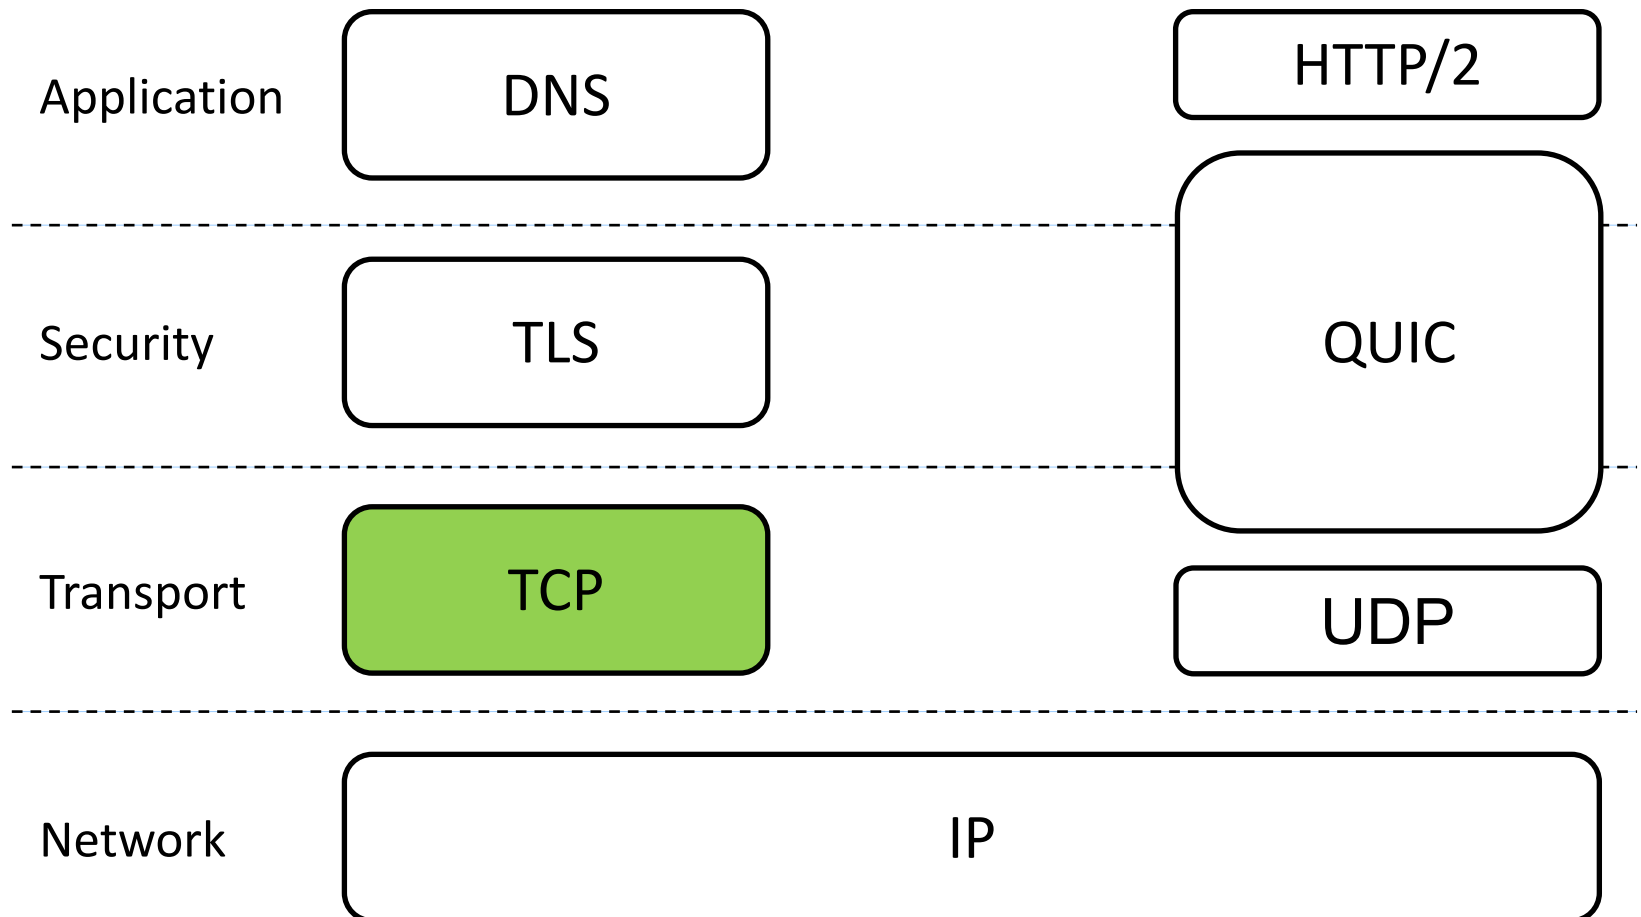 Application
DNS
HTTP/2
Security
TLS
QUIC
Transport
TCP
UDP
Network
IP